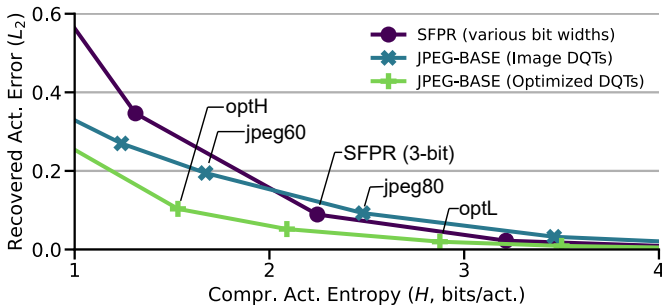 0.6
0.4
0.2
0.0
Recovered Act. Error (L2)
SFPR (various bit widths)
JPEG-BASE (Image DQTs)
JPEG-BASE (Optimized DQTs)
optH
jpeg60
SFPR (3-bit)
jpeg80
optL
1 2 3 4
Compr. Act. Entropy (H, bits/act.)